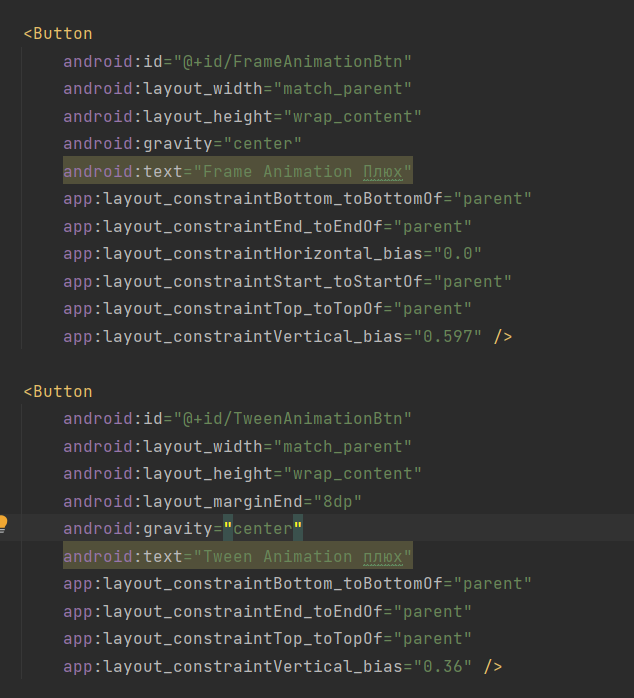 <Button
android:id="@+id/FrameAnimationBtn"
android:layout_width="match_parent"
android:layout_height="wrap_content"
android:gravity="center"
android:text="Frame Animation Плюх"
app:layout_constraintBottom_toBottomOf="parent"
app:layout_constraintEnd_toEndOf="parent"
app:layout_constraintHorizontal_bias="0.0"
app:layout_constraintStart_toStartOf="parent"
app:layout_constraintTop_toTopOf="parent"
app:layout_constraintVertical_bias="0.597" />
<Button
android:id="@+id/TweenAnimationBtn"
android:layout_width="match_parent"
android:layout_height="wrap_content"
android:layout_marginEnd="8dp"
android:gravity="center"
android:text="Tween Animation плюх"
app:layout_constraintBottom_toBottomOf="parent"
app:layout_constraintEnd_toEndOf="parent"
app:layout_constraintTop_toTopOf="parent"
app:layout_constraintVertical_bias="0.36" />